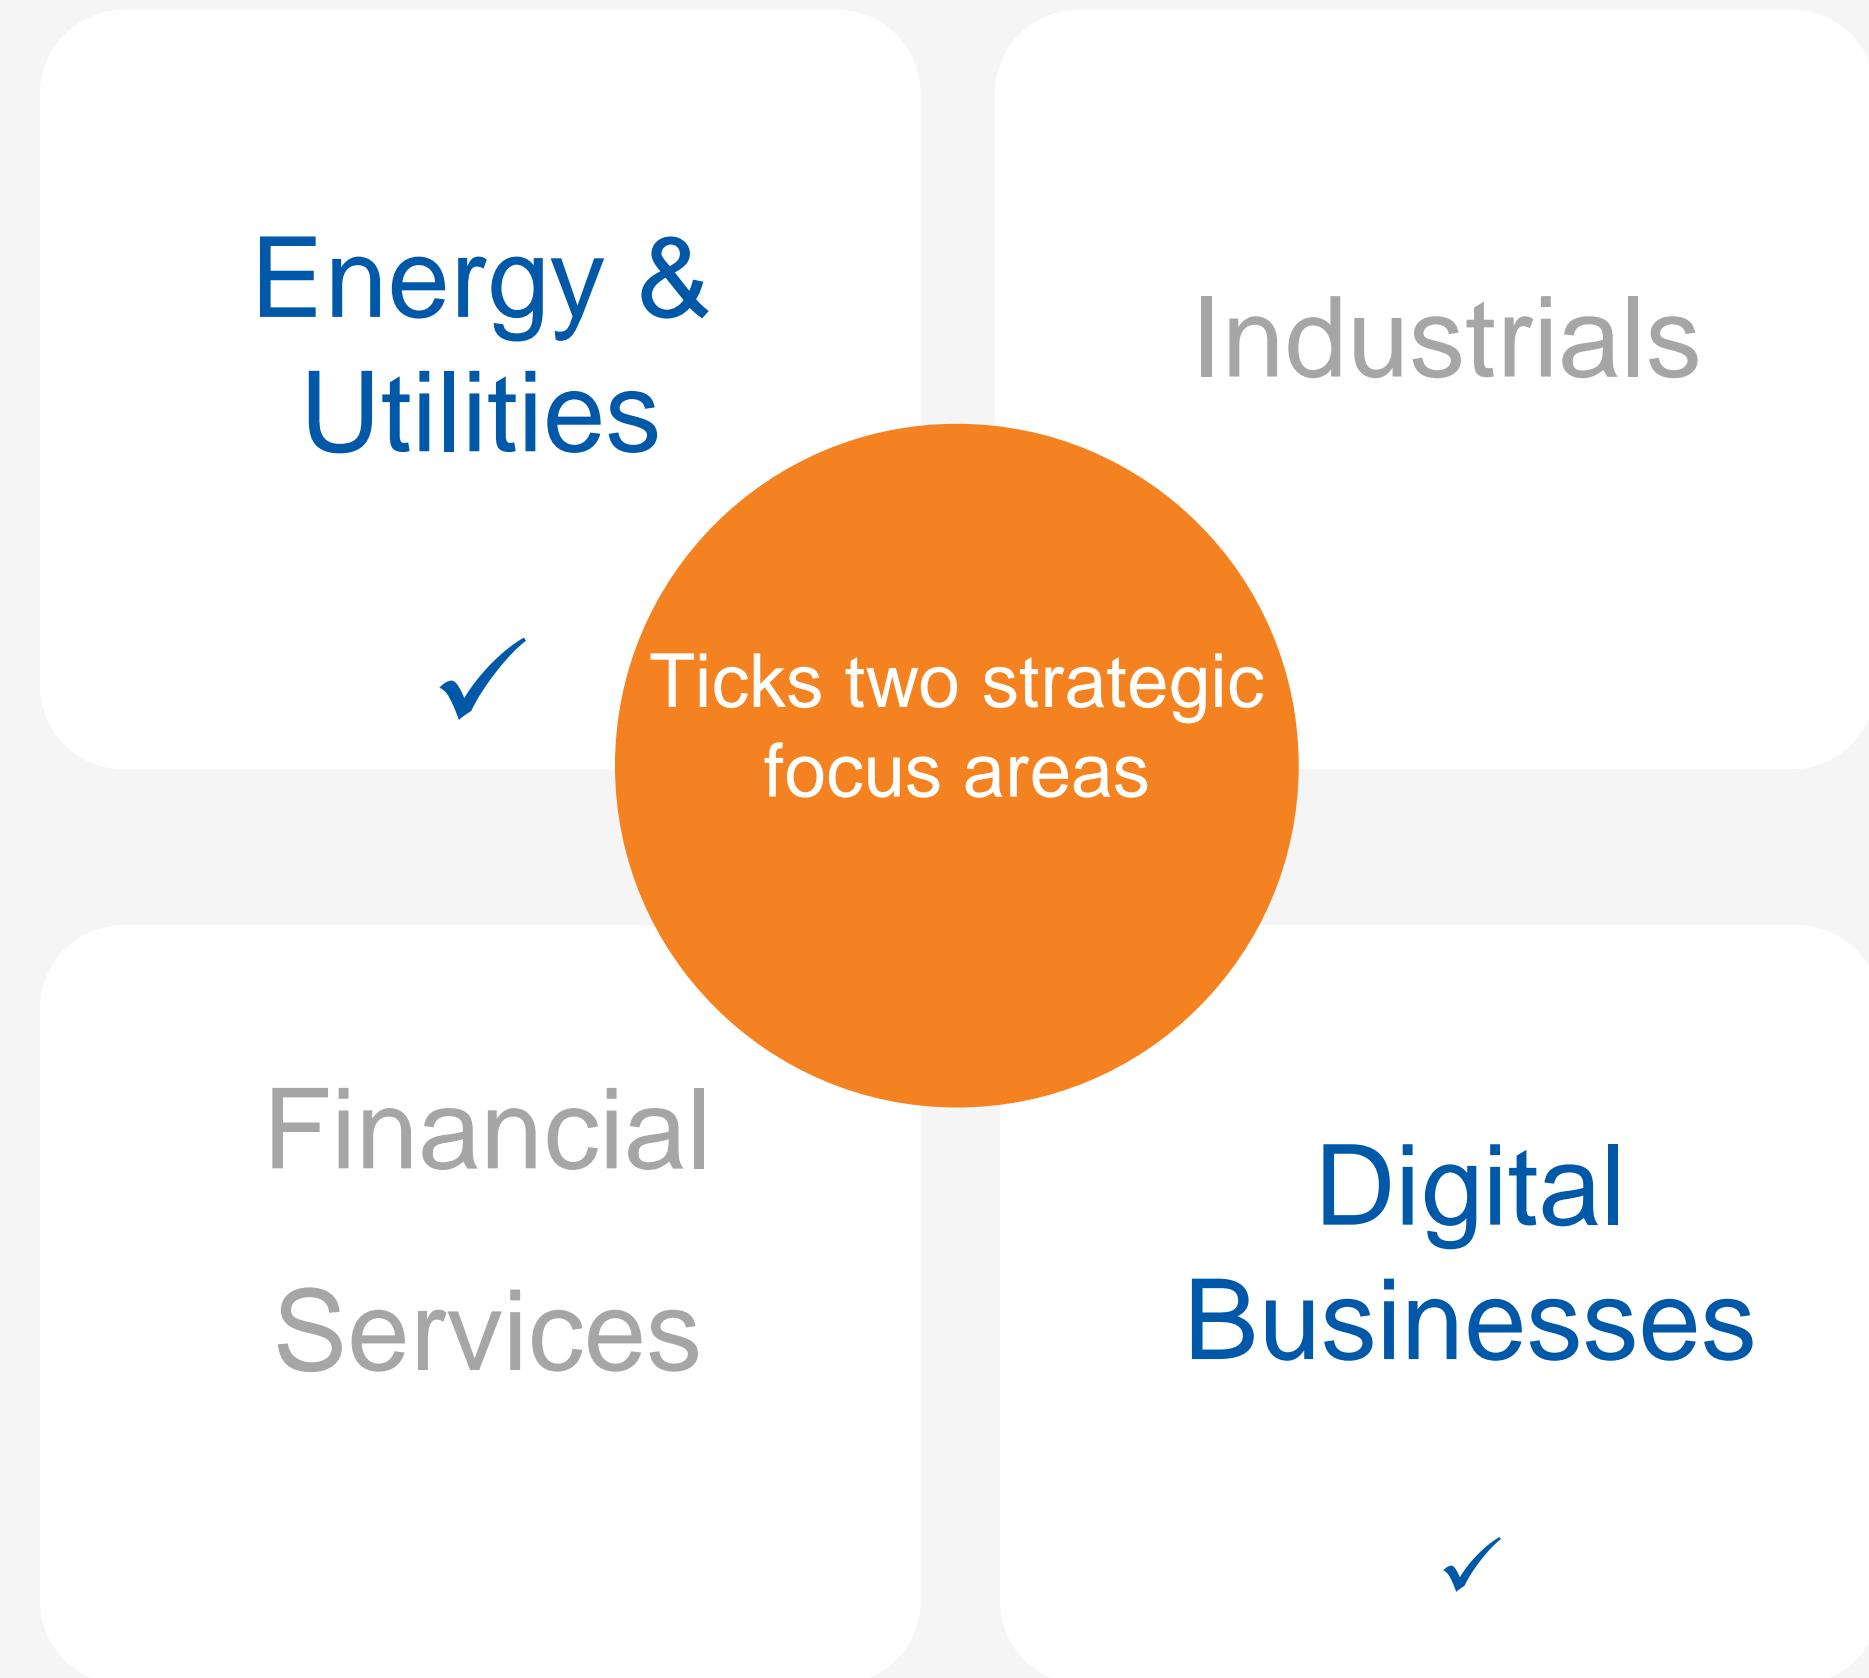 Energy &
Utilities
✓
Industrials
Ticks two strategic
focus areas
Financial
Services
Digital
Businesses
✓